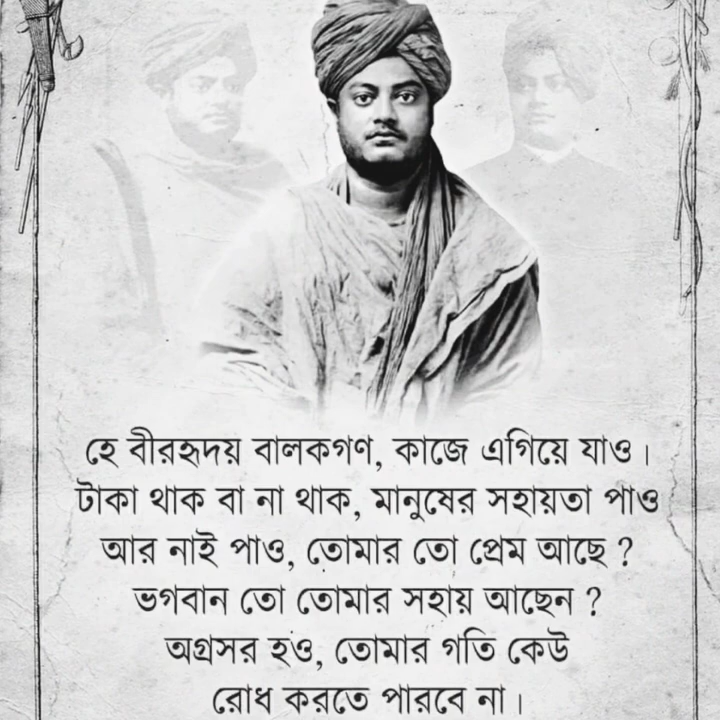 হে বীরহৃদয় বালকগণ, কাজে এগিয়ে যাও।
টাকা থাক বা না থাক, মানুষের সহায়তা পাও
আর নাই পাও, তোমার তো প্রেম আছে ?
ভগবান তো তোমার সহায় আছেন ?
অগ্রসর হও, তোমার গতি কেউ
রোধ করতে পারবে না।